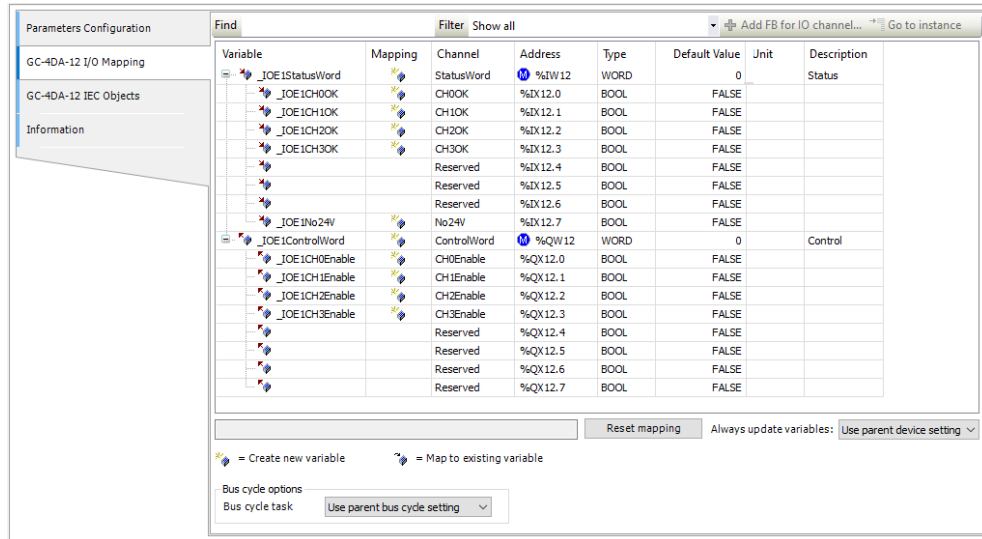 Parameters Configuration
GC-4DA-12 I/O Mapping
GC-4DA-12 IEC Objects
Information
Find Filter Show all Add FB for IO channel... Go to instance
Variable Mapping Channel Address Type Default Value Unit Description
_IOE1StatusWord StatusWord M %IW12 WORD 0 Status
_IOE1CH0OK CH0OK %IX12.0 BOOL FALSE
_IOE1CH1OK CH1OK %IX12.1 BOOL FALSE
_IOE1CH2OK CH2OK %IX12.2 BOOL FALSE
_IOE1CH3OK CH3OK %IX12.3 BOOL FALSE
Reserved %IX12.4 BOOL FALSE
Reserved %IX12.5 BOOL FALSE
Reserved %IX12.6 BOOL FALSE
_IOE1No24V No24V %IX12.7 BOOL FALSE
_IOE1ControlWord ControlWord M %QW12 WORD 0 Control
_IOE1CH0Enable CH0Enable %QX12.0 BOOL FALSE
_IOE1CH1Enable CH1Enable %QX12.1 BOOL FALSE
_IOE1CH2Enable CH2Enable %QX12.2 BOOL FALSE
_IOE1CH3Enable CH3Enable %QX12.3 BOOL FALSE
Reserved %QX12.4 BOOL FALSE
Reserved %QX12.5 BOOL FALSE
Reserved %QX12.6 BOOL FALSE
Reserved %QX12.7 BOOL FALSE
Reset mapping Always update variables: Use parent device setting
= Create new variable = Map to existing variable
Bus cycle options
Bus cycle task Use parent bus cycle setting